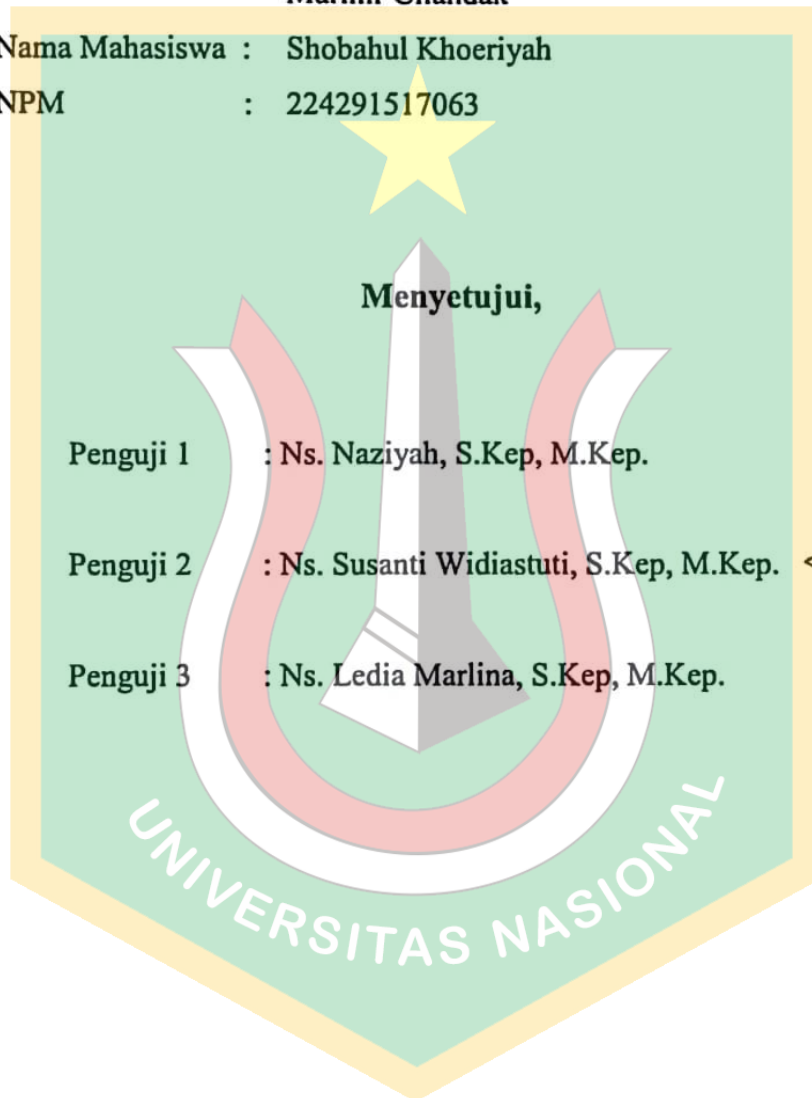 Nama Mahasiswa : Shobahul Khoeriyah
NPM : 224291517063
Menyetujui,
Penguji 1 : Ns. Naziyah, S.Kep, M.Kep.
Penguji 2 : Ns. Susanti Widiastuti, S.Kep, M.Kep.
Penguji 3 : Ns. Ledia Marlina, S.Kep, M.Kep.
UNIVERSITAS NASIONAL